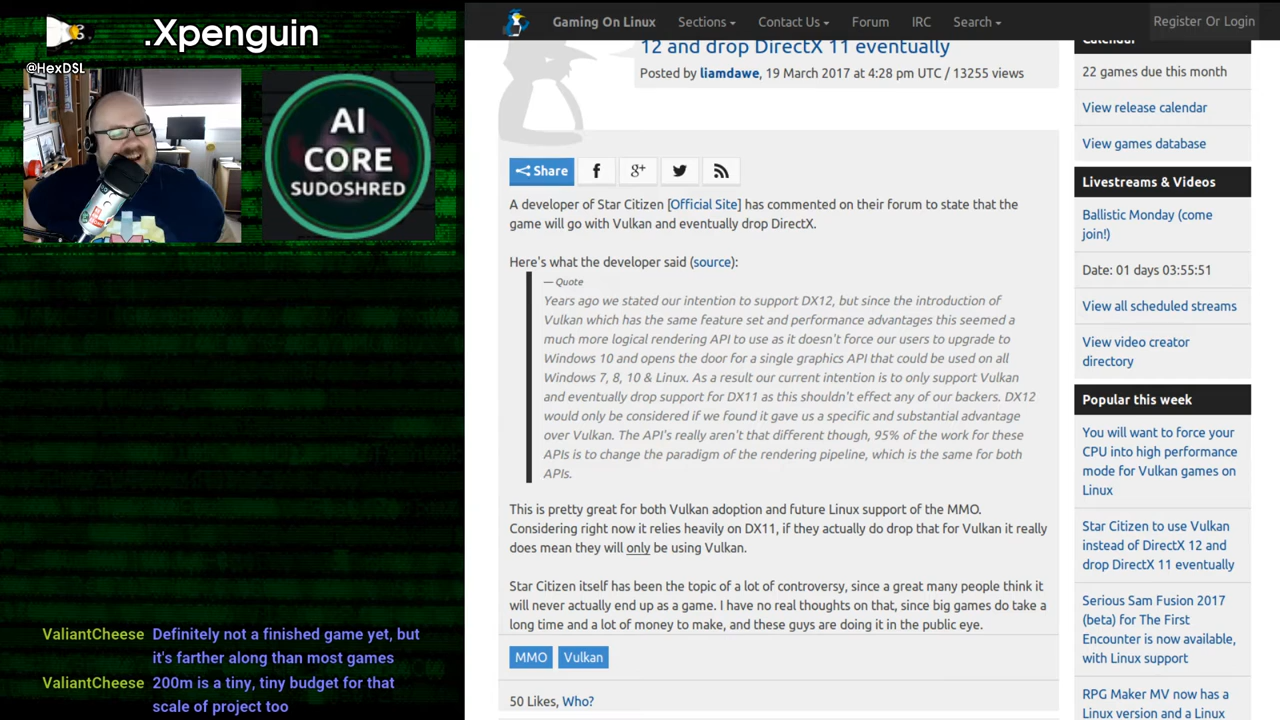 .Xpenguin
@HexDSL
AI
CORE
SUDOSHRED
ValiantCheese Definitely not a finished game yet, but
it's farther along than most games
ValiantCheese 200m is a tiny, tiny budget for that
scale of project too
Gaming On Linux Sections Contact Us Forum IRC Search Register Or Login
12 and drop DirectX 11 eventually
Posted by liamdawe, 19 March 2017 at 4:28 pm UTC / 13255 views
Share
A developer of Star Citizen [Official Site] has commented on their forum to state that the
game will go with Vulkan and eventually drop DirectX.
Here's what the developer said (source):
— Quote
Years ago we stated our intention to support DX12, but since the introduction of
Vulkan which has the same feature set and performance advantages this seemed a
much more logical rendering API to use as it doesn't force our users to upgrade to
Windows 10 and opens the door for a single graphics API that could be used on all
Windows 7, 8, 10 & Linux. As a result our current intention is to only support Vulkan
and eventually drop support for DX11 as this shouldn't effect any of our backers. DX12
would only be considered if we found it gave us a specific and substantial advantage
over Vulkan. The API's really aren't that different though, 95% of the work for these
APIs is to change the paradigm of the rendering pipeline, which is the same for both
APIs.
This is pretty great for both Vulkan adoption and future Linux support of the MMO.
Considering right now it relies heavily on DX11, if they actually do drop that for Vulkan it really
does mean they will only be using Vulkan.
Star Citizen itself has been the topic of a lot of controversy, since a great many people think it
will never actually end up as a game. I have no real thoughts on that, since big games do take a
long time and a lot of money to make, and these guys are doing it in the public eye.
MMO Vulkan
50 Likes, Who?
Calendar
22 games due this month
View release calendar
View games database
Livestreams & Videos
Ballistic Monday (come
join!)
Date: 01 days 03:55:51
View all scheduled streams
View video creator
directory
Popular this week
You will want to force your
CPU into high performance
mode for Vulkan games on
Linux
Star Citizen to use Vulkan
instead of DirectX 12 and
drop DirectX 11 eventually
Serious Sam Fusion 2017
(beta) for The First
Encounter is now available,
with Linux support
RPG Maker MV now has a
Linux version and a Linux